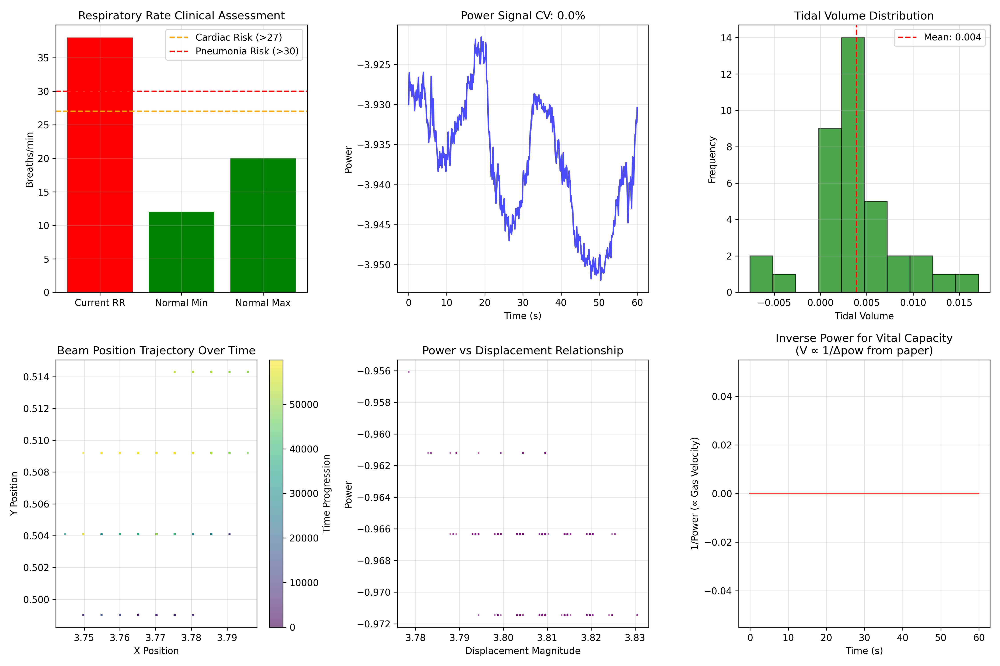 Respiratory Rate Clinical Assessment
Cardiac Risk (>27)
Pneumonia Risk (>30)
Breaths/min
35
30
25
20
15
10
5
0
Current RR Normal Min Normal Max
Power Signal CV: 0.0%
Power
−3.925
−3.930
−3.935
−3.940
−3.945
−3.950
0 10 20 30 40 50 60
Time (s)
Tidal Volume Distribution
Mean: 0.004
Frequency
14
12
10
8
6
4
2
0
−0.005 0.000 0.005 0.010 0.015
Tidal Volume
Beam Position Trajectory Over Time
Y Position
0.514
0.512
0.510
0.508
0.506
0.504
0.502
0.500
3.75 3.76 3.77 3.78 3.79
X Position
50000
40000
30000
20000
10000
0
Time Progression
Power vs Displacement Relationship
Power
−0.956
−0.958
−0.960
−0.962
−0.964
−0.966
−0.968
−0.970
−0.972
3.78 3.79 3.80 3.81 3.82 3.83
Displacement Magnitude
Inverse Power for Vital Capacity
(V ∝ 1/Δpow from paper)
1/Power (∝ Gas Velocity)
0.04
0.02
0.00
−0.02
−0.04
0 10 20 30 40 50 60
Time (s)